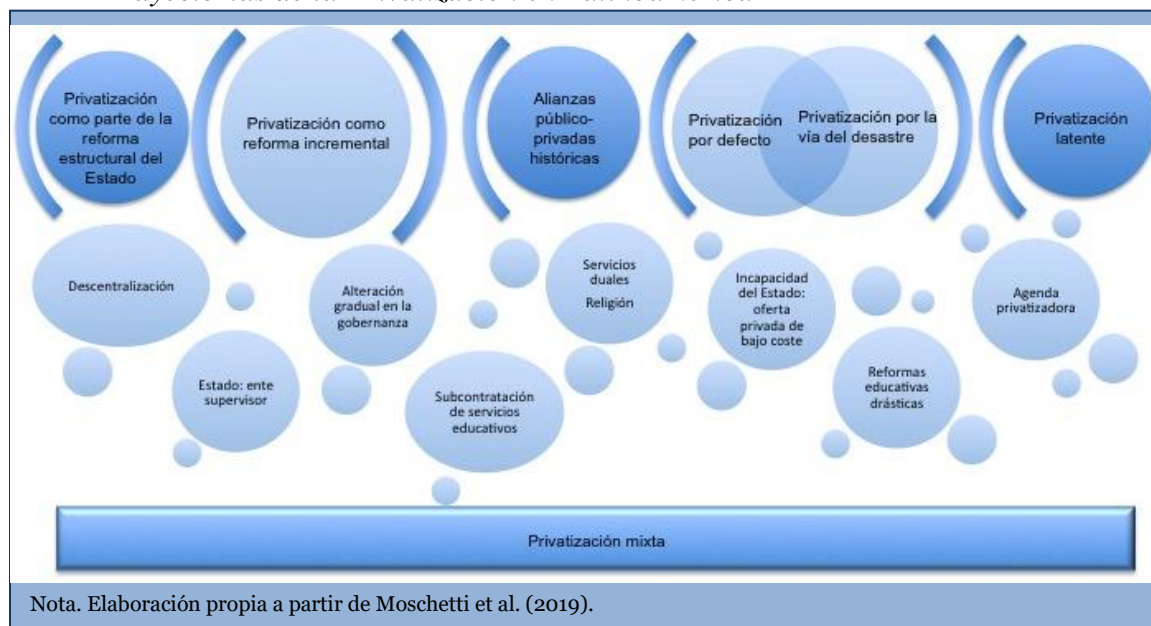 Privatización
como parte de la
reforma
estructural del
Estado
Privatización como
reforma incremental
Alianzas
público-
privadas
históricas
Privatización
por defecto
Privatización por la
vía del desastre
Privatización
latente
Descentralización
Estado: ente
supervisor
Alteración
gradual en la
gobernanza
Subcontratación
de servicios
educativos
Servicios
duales
Religión
Incapacidad
del Estado:
oferta
privada de
bajo coste
Reformas
educativas
drásticas
Agenda
privatizadora
Privatización mixta
Nota. Elaboración propia a partir de Moschetti et al. (2019).